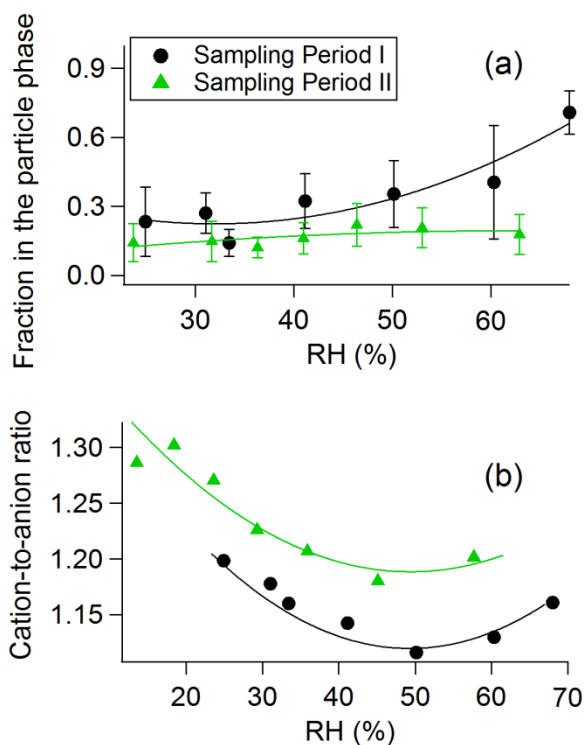 Sampling Period I
Sampling Period II
(a)
Fraction in the particle phase
0.9
0.6
0.3
0.0
30 40 50 60
RH (%)
(b)
Cation-to-anion ratio
1.30
1.25
1.20
1.15
20 30 40 50 60 70
RH (%)